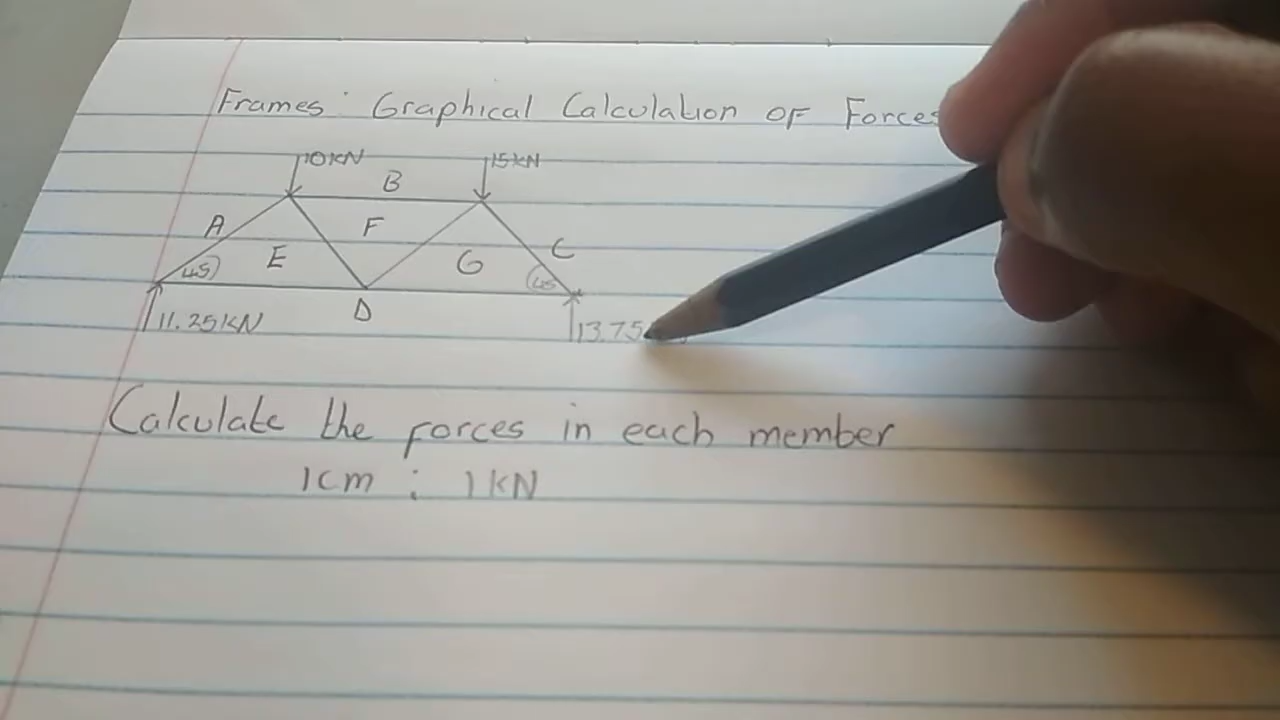 Frames: Graphical Calculation of Forces
10KN 15KN
B
A F C
E G
45 45
D
11.25KN 13.75
Calculate the forces in each member
1cm : 1KN